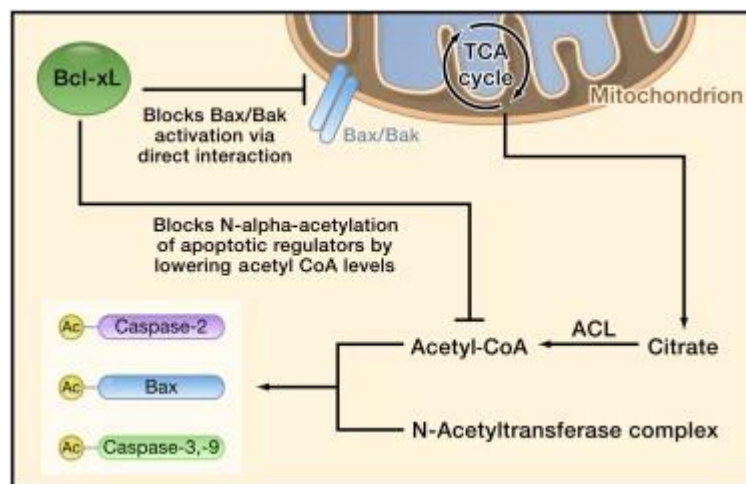 Bcl-xL
TCA
cycle
Mitochondrion
Bax/Bak
Blocks Bax/Bak
activation via
direct interaction
Blocks N-alpha-acetylation
of apoptotic regulators by
lowering acetyl CoA levels
Ac Caspase-2
Ac Bax
Ac Caspase-3,-9
Acetyl-CoA
ACL
Citrate
N-Acetyltransferase complex